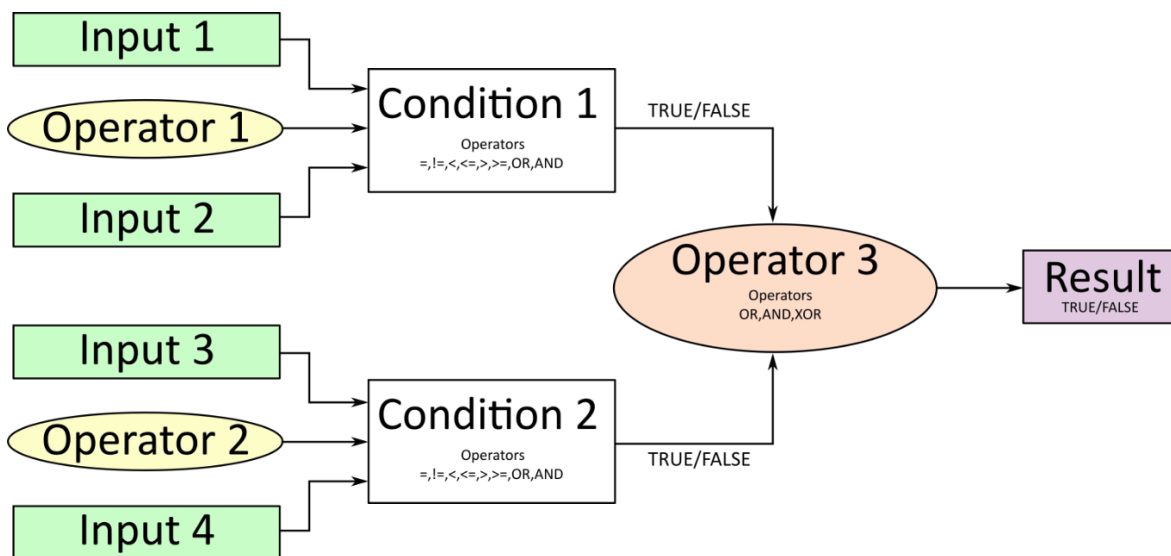 Input 1
Operator 1
Input 2
Condition 1
Operators
=,!=,<,<=,>,>=,OR,AND
TRUE/FALSE
Operator 3
Operators
OR,AND,XOR
Result
TRUE/FALSE
Input 3
Operator 2
Input 4
Condition 2
Operators
=,!=,<,<=,>,>=,OR,AND
TRUE/FALSE